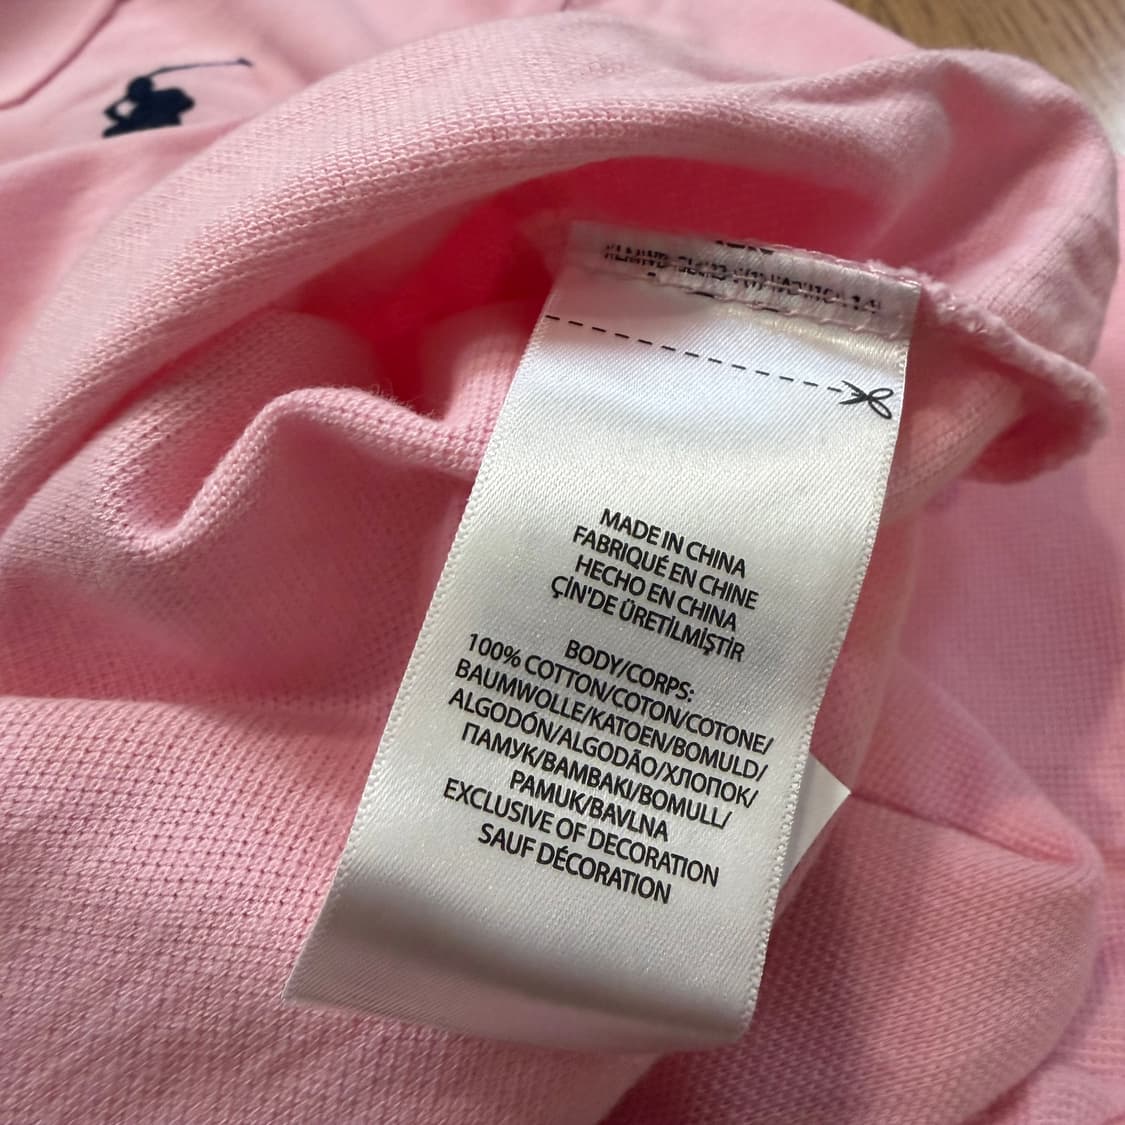 MADE IN CHINA
FABRIQUÉ EN CHINE
HECHO EN CHINA
ÇİN'DE ÜRETİLMİŞTİR
BODY/CORPS:
100% COTTON/COTON/COTONE/
BAUMWOLLE/KATOEN/BOMULD/
ALGODÓN/ALGODÃO/ХЛОПОК/
ПАМУК/BAMBAKI/BOMULL/
PAMUK/BAVLNA
EXCLUSIVE OF DECORATION
SAUF DÉCORATION